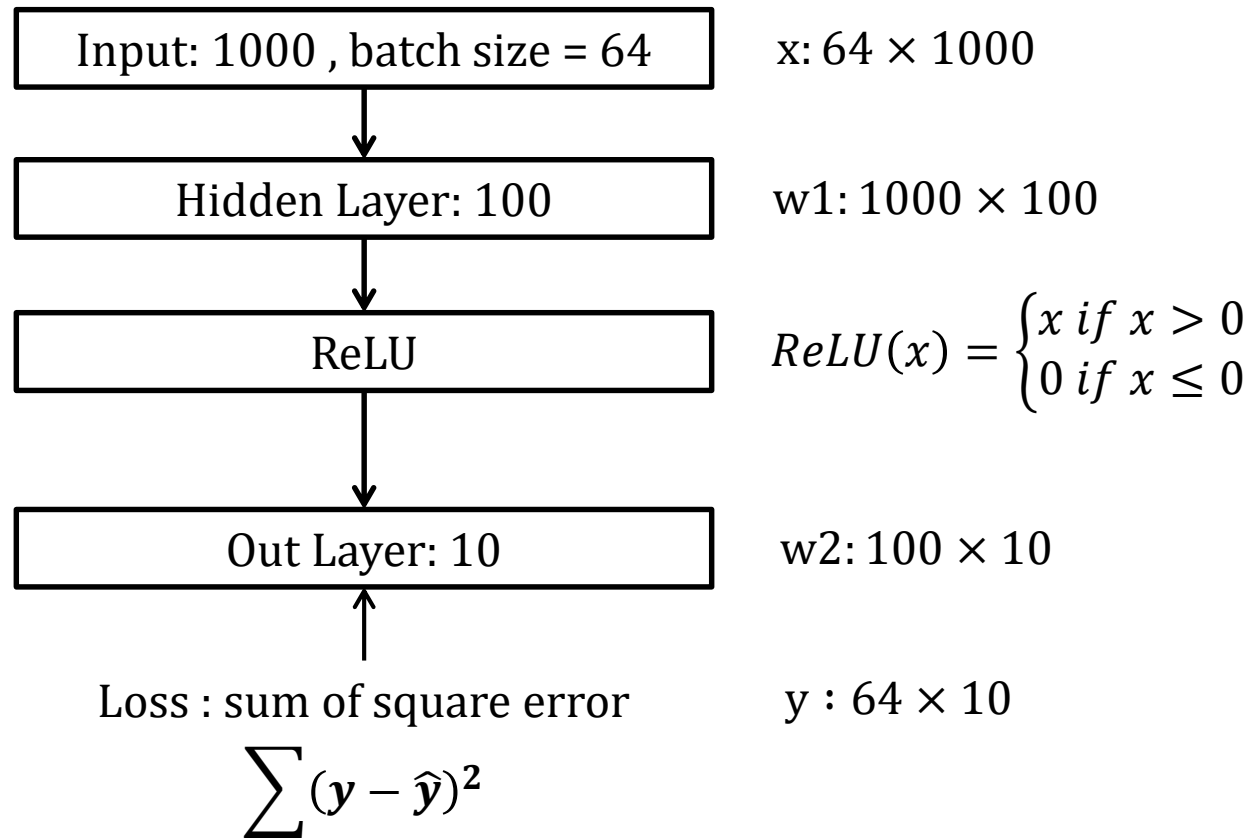 Input: 1000 , batch size = 64
x: 64 × 1000
Hidden Layer: 100
w1: 1000 × 100
ReLU
ReLU(x) = {x if x > 0
0 if x ≤ 0
Out Layer: 10
w2: 100 × 10
Loss : sum of square error
y : 64 × 10
∑(y − ŷ)²